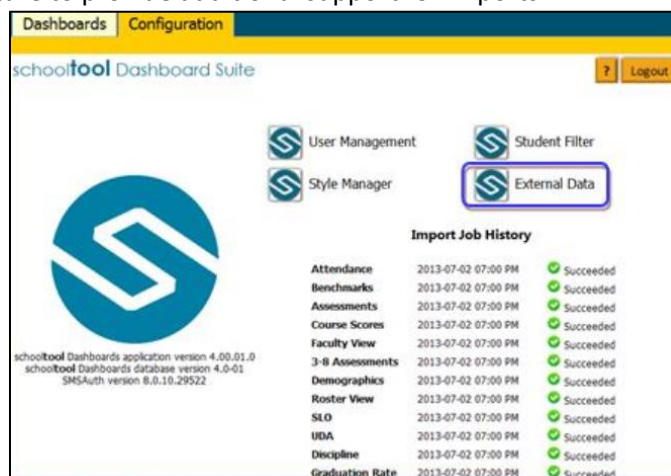 Dashboards Configuration
schooltool Dashboard Suite ? Logout
User Management Student Filter
Style Manager External Data
Import Job History
Attendance 2013-07-02 07:00 PM Succeeded
Benchmarks 2013-07-02 07:00 PM Succeeded
Assessments 2013-07-02 07:00 PM Succeeded
Course Scores 2013-07-02 07:00 PM Succeeded
Faculty View 2013-07-02 07:00 PM Succeeded
3-8 Assessments 2013-07-02 07:00 PM Succeeded
Demographics 2013-07-02 07:00 PM Succeeded
Roster View 2013-07-02 07:00 PM Succeeded
SLO 2013-07-02 07:00 PM Succeeded
UDA 2013-07-02 07:00 PM Succeeded
Discipline 2013-07-02 07:00 PM Succeeded
Graduation Rate 2013-07-02 07:00 PM Succeeded
schooltool Dashboards application version 4.00.01.0
schooltool Dashboards database version 4.0-01
SMSAuth version 8.0.10.29522